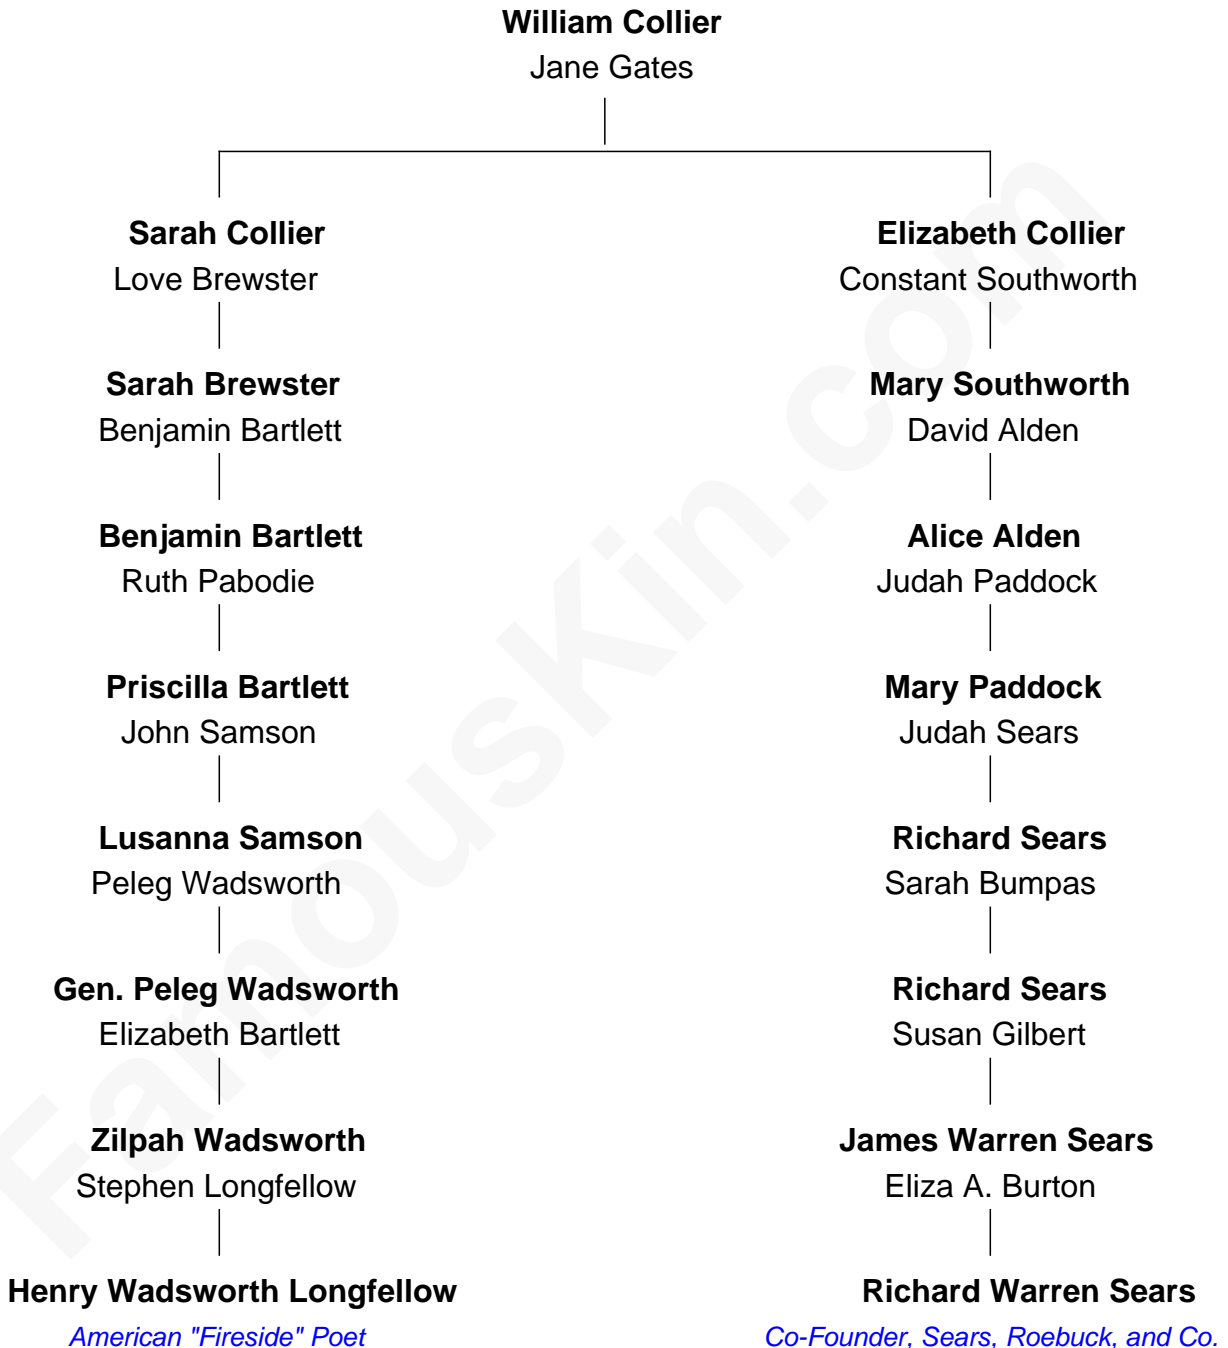 William Collier
Jane Gates
Sarah Collier
Love Brewster
Elizabeth Collier
Constant Southworth
Sarah Brewster
Benjamin Bartlett
Mary Southworth
David Alden
Benjamin Bartlett
Ruth Pabodie
Alice Alden
Judah Paddock
Priscilla Bartlett
John Samson
Mary Paddock
Judah Sears
Lusanna Samson
Peleg Wadsworth
Richard Sears
Sarah Bumpas
Gen. Peleg Wadsworth
Elizabeth Bartlett
Richard Sears
Susan Gilbert
Zilpah Wadsworth
Stephen Longfellow
James Warren Sears
Eliza A. Burton
Henry Wadsworth Longfellow
American "Fireside" Poet
Richard Warren Sears
Co-Founder, Sears, Roebuck, and Co.
FamousKin.com